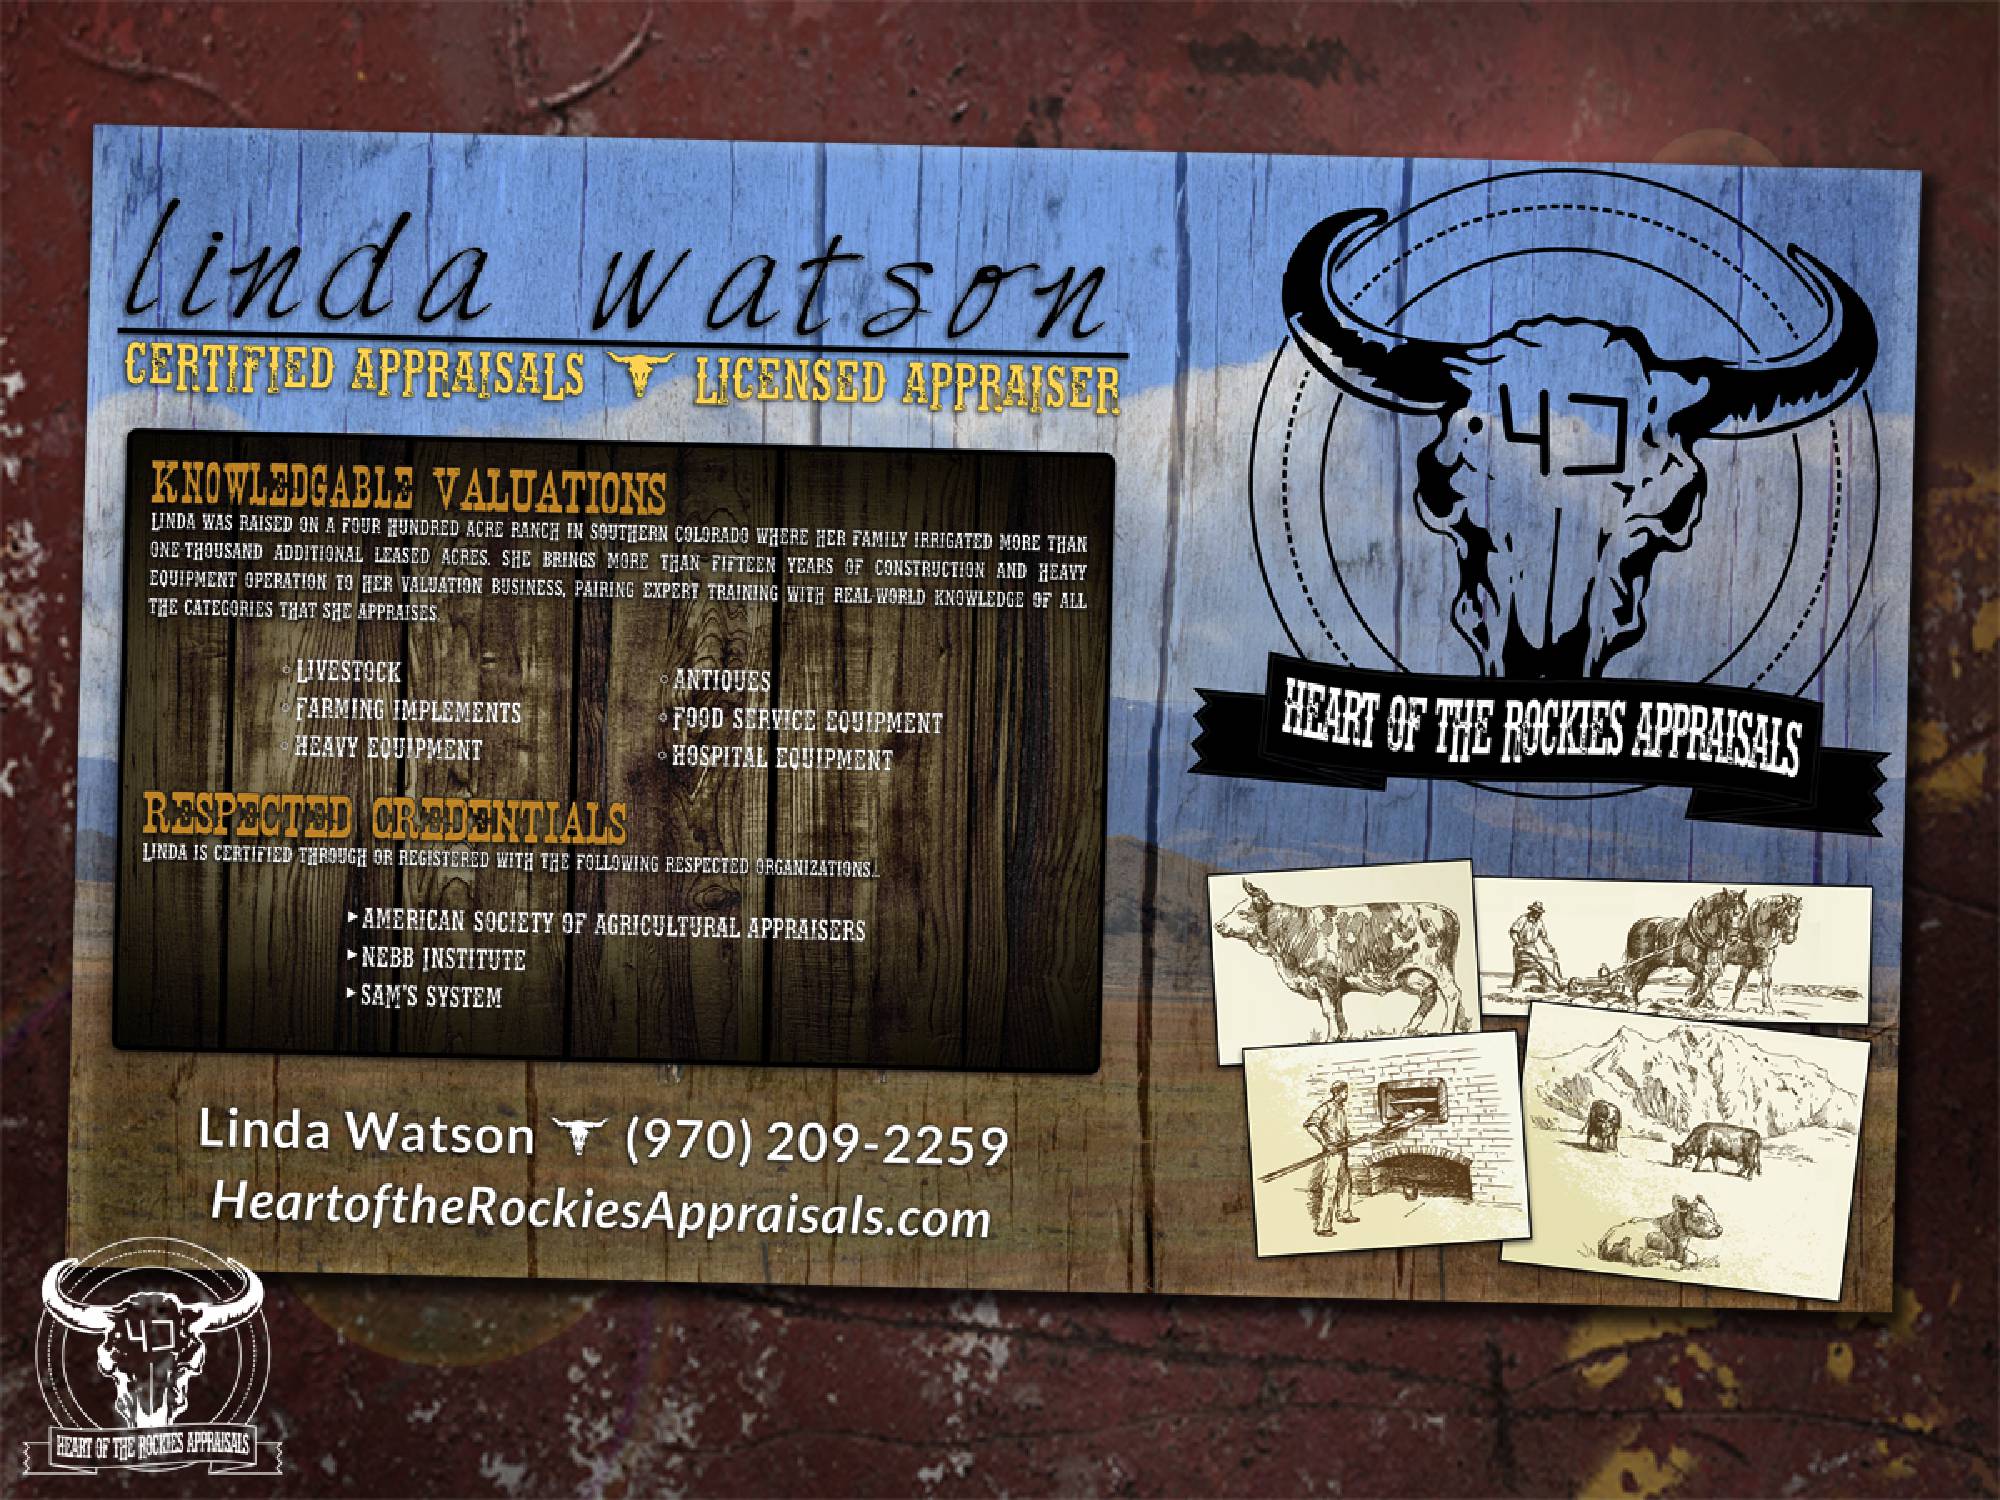 linda watson
CERTIFIED APPRAISALS LICENSED APPRAISER
KNOWLEDGABLE VALUATIONS
LINDA WAS RAISED ON A FOUR HUNDRED ACRE RANCH IN SOUTHERN COLORADO WHERE HER FAMILY IRRIGATED MORE THAN
ONE-THOUSAND ADDITIONAL LEASED ACRES. SHE BRINGS MORE THAN FIFTEEN YEARS OF CONSTRUCTION AND HEAVY
EQUIPMENT OPERATION TO HER VALUATION BUSINESS, PAIRING EXPERT TRAINING WITH REAL-WORLD KNOWLEDGE OF ALL
THE CATEGORIES THAT SHE APPRAISES.
◦ LIVESTOCK
◦ FARMING IMPLEMENTS
◦ HEAVY EQUIPMENT
◦ ANTIQUES
◦ FOOD SERVICE EQUIPMENT
◦ HOSPITAL EQUIPMENT
RESPECTED CREDENTIALS
LINDA IS CERTIFIED THROUGH OR REGISTERED WITH THE FOLLOWING RESPECTED ORGANIZATIONS...
▸ AMERICAN SOCIETY OF AGRICULTURAL APPRAISERS
▸ NEBB INSTITUTE
▸ SAM'S SYSTEM
Linda Watson (970) 209-2259
HeartoftheRockiesAppraisals.com
HEART OF THE ROCKIES APPRAISALS
HEART OF THE ROCKIES APPRAISALS